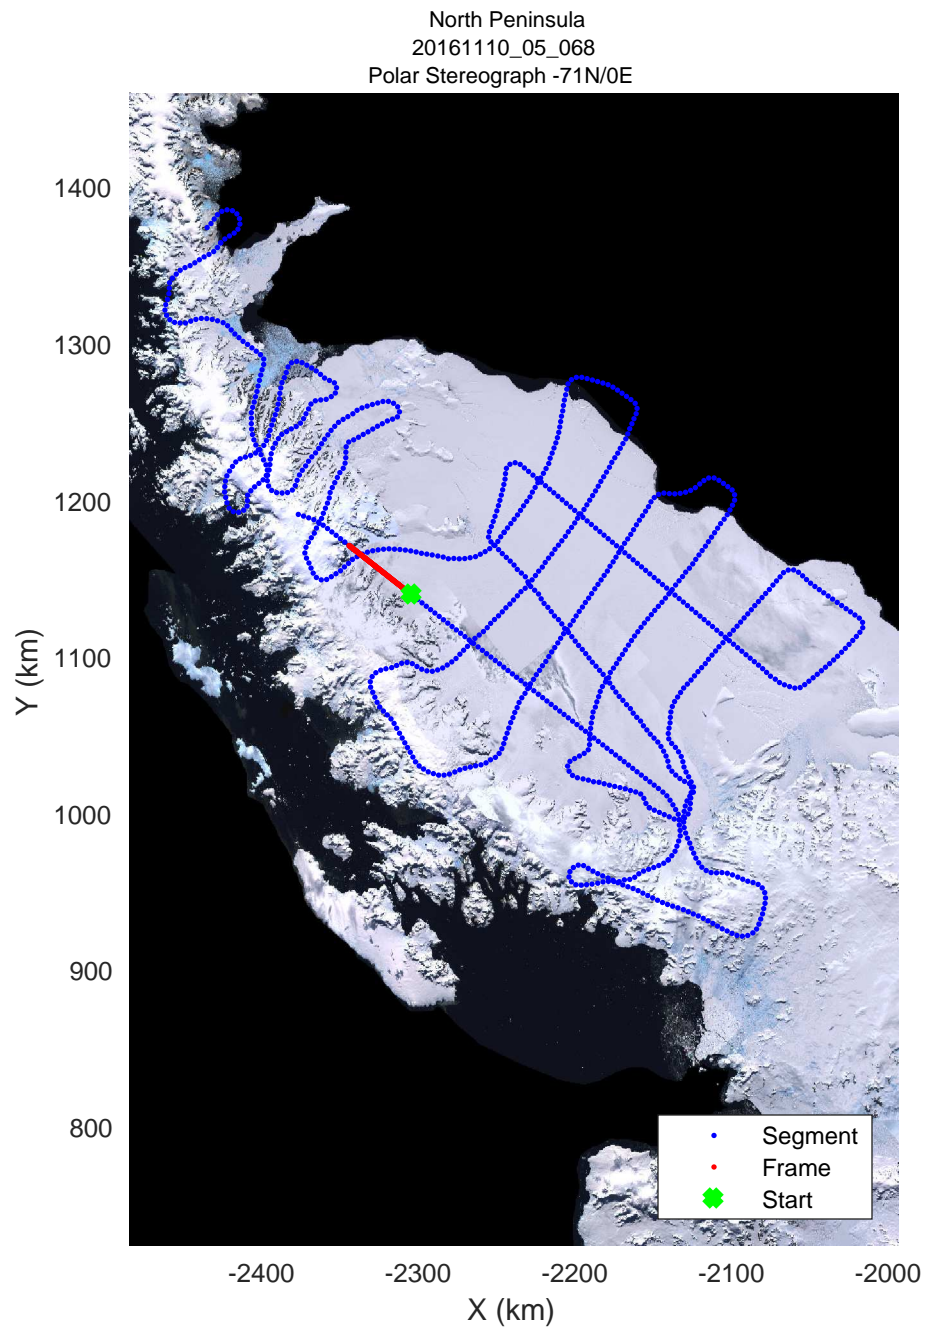 North Peninsula
20161110_05_068
Polar Stereograph -71N/0E
1400
1300
1200
1100
1000
900
800
Y (km)
Segment
Frame
Start
-2400
-2300
-2200
-2100
-2000
X (km)